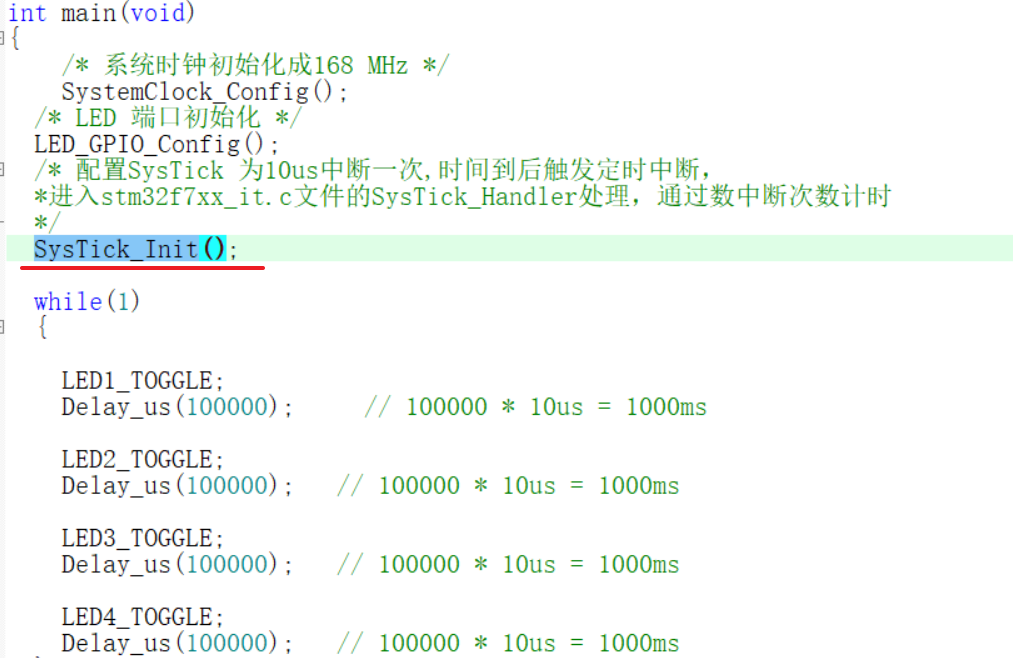 int main(void)
{
/* 系统时钟初始化成168 MHz */
SystemClock_Config();
/* LED 端口初始化 */
LED_GPIO_Config();
/* 配置SysTick 为10us中断一次,时间到后触发定时中断，
*进入stm32f7xx_it.c文件的SysTick_Handler处理，通过数中断次数计时
*/
SysTick_Init();
while(1)
{
LED1_TOGGLE;
Delay_us(100000); // 100000 * 10us = 1000ms
LED2_TOGGLE;
Delay_us(100000); // 100000 * 10us = 1000ms
LED3_TOGGLE;
Delay_us(100000); // 100000 * 10us = 1000ms
LED4_TOGGLE;
Delay_us(100000); // 100000 * 10us = 1000ms